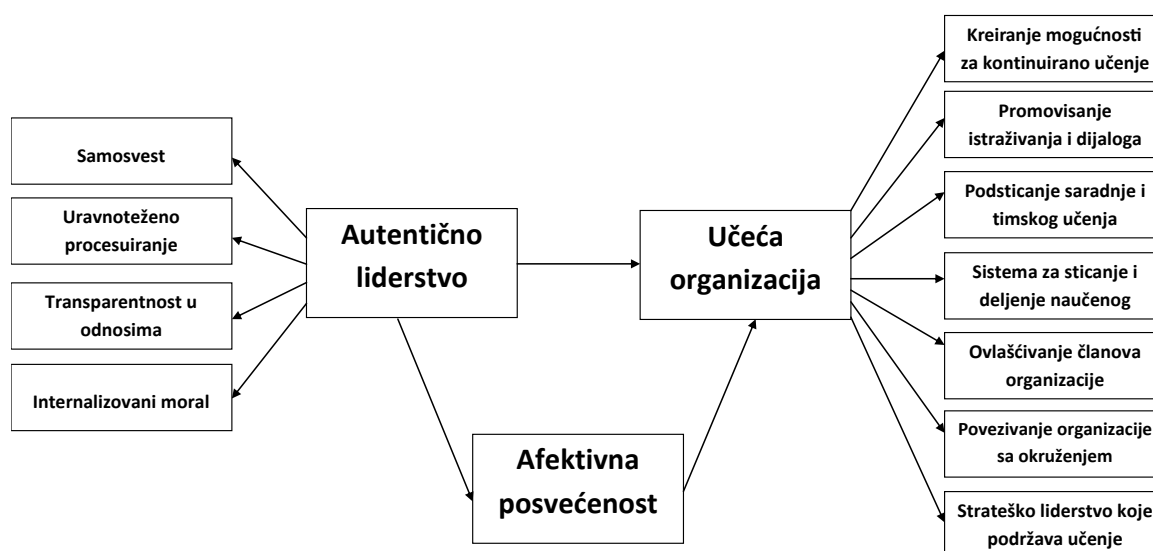 Samosvest
Uravnoteženo
procesuiranje
Transparentnost u
odnosima
Internalizovani moral
Autentično
liderstvo
Afektivna
posvećenost
Učeća
organizacija
Kreiranje mogućnosti
za kontinuirano učenje
Promovisanje
istraživanja i dijaloga
Podsticanje saradnje i
timskog učenja
Sistema za sticanje i
deljenje naučenog
Ovlašćivanje članova
organizacije
Povezivanje organizacije
sa okruženjem
Strateško liderstvo koje
podržava učenje